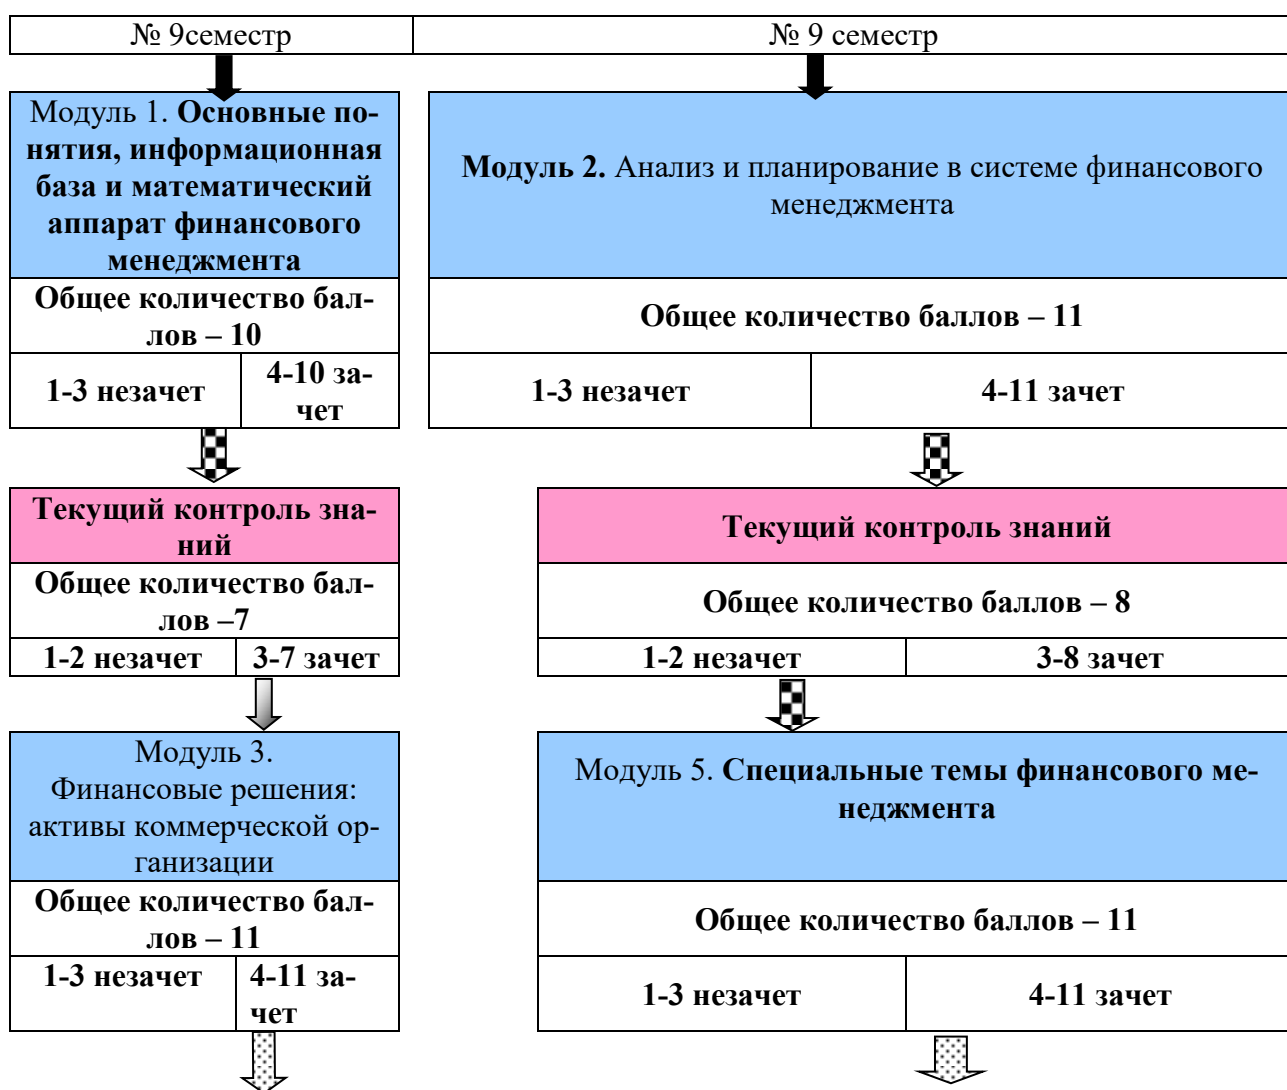 № 9семестр
№ 9 семестр
Модуль 1. Основные по-
нятия, информационная
база и математический
аппарат финансового
менеджмента
Модуль 2. Анализ и планирование в системе финансового
менеджмента
Общее количество бал-
лов – 10
Общее количество баллов – 11
1-3 незачет
4-10 за-
чет
1-3 незачет
4-11 зачет
Текущий контроль зна-
ний
Текущий контроль знаний
Общее количество бал-
лов –7
Общее количество баллов – 8
1-2 незачет
3-7 зачет
1-2 незачет
3-8 зачет
Модуль 3.
Финансовые решения:
активы коммерческой ор-
ганизации
Модуль 5. Специальные темы финансового ме-
неджмента
Общее количество бал-
лов – 11
Общее количество баллов – 11
1-3 незачет
4-11 за-
чет
1-3 незачет
4-11 зачет